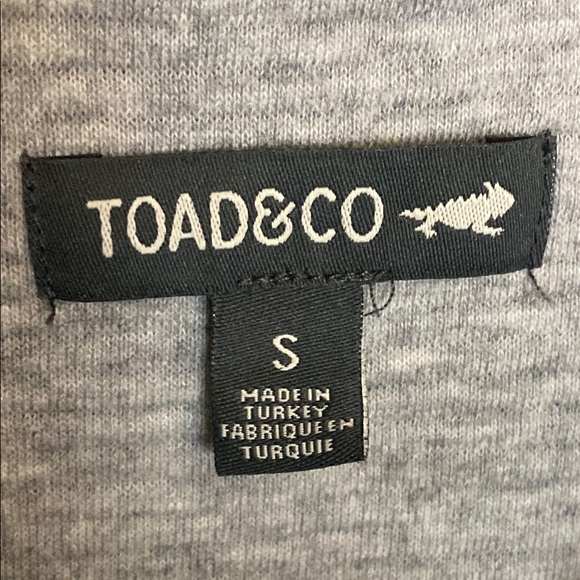 TOAD&CO
S
MADE IN
TURKEY
FABRIQUE EN
TURQUIE